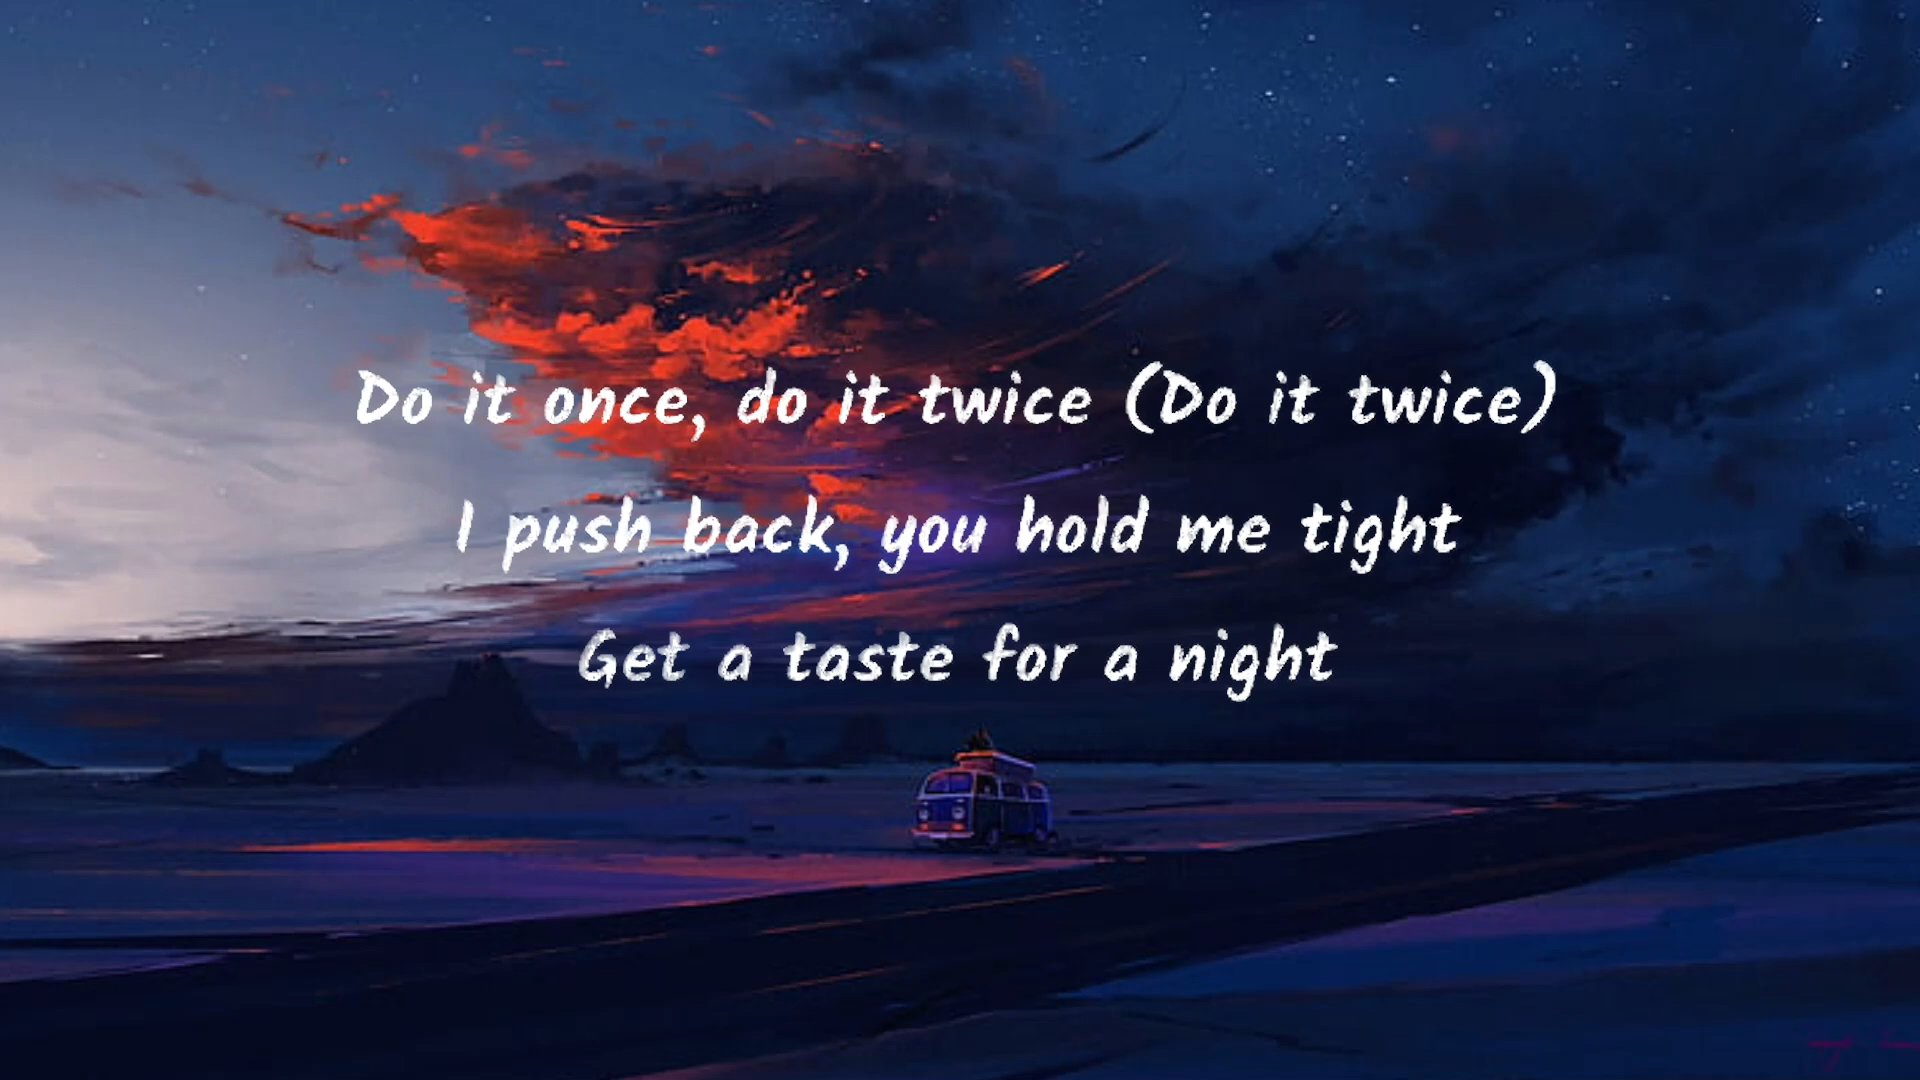 Do it once, do it twice (Do it twice)
I push back, you hold me tight
Get a taste for a night